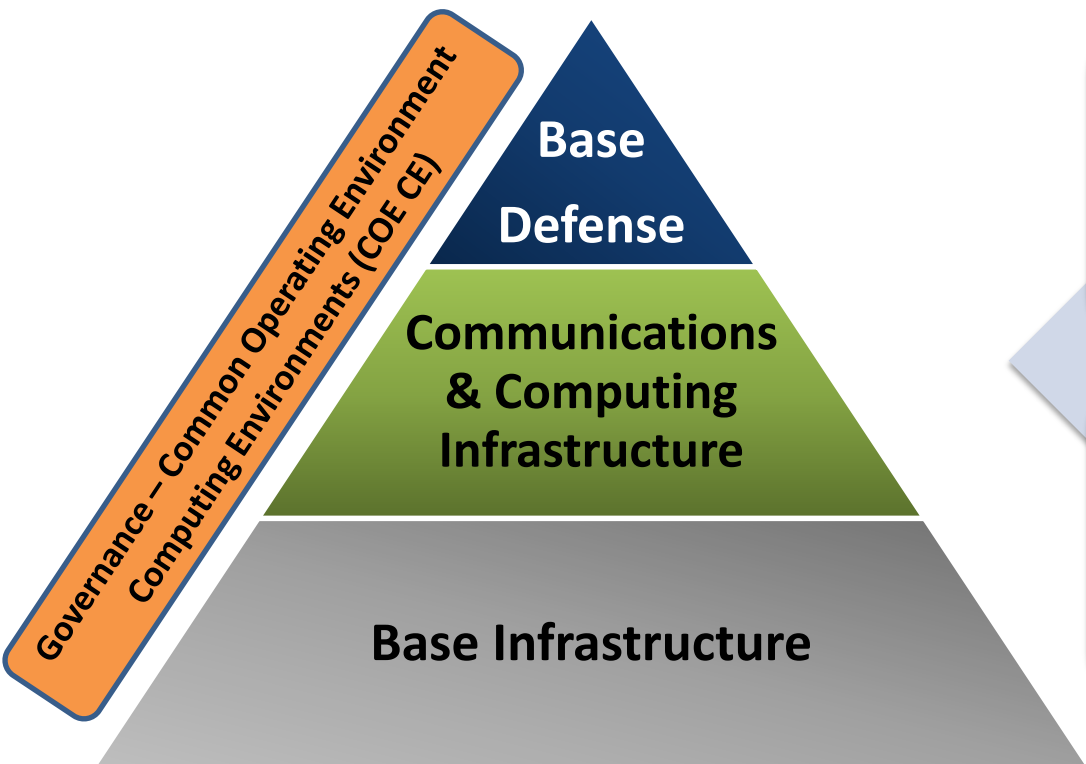 Governance – Common Operating Environment
Computing Environments (COE CE)
Base
Defense
Communications
& Computing
Infrastructure
Base Infrastructure